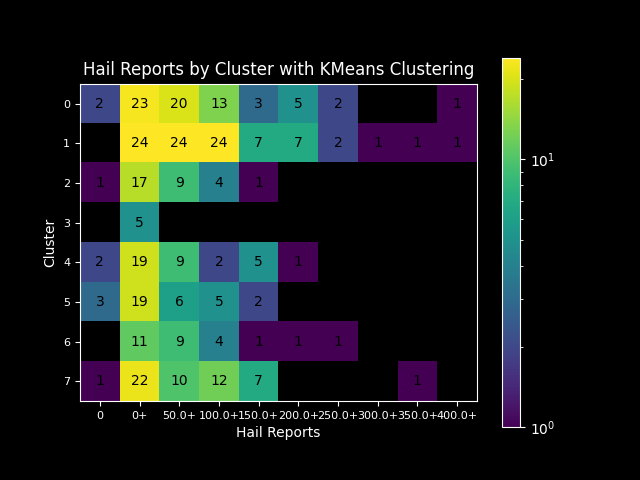 Hail Reports by Cluster with KMeans Clustering
0 2 23 20 13 3 5 2 1
1 24 24 24 7 7 2 1 1 1
2 1 17 9 4 1
3 5
4 2 19 9 2 5 1
5 3 19 6 5 2
6 11 9 4 1 1 1
7 1 22 10 12 7 1
0 0+ 50.0+ 100.0+ 150.0+ 200.0+ 250.0+ 300.0+ 350.0+ 400.0+
Hail Reports
Cluster
10¹
10⁰